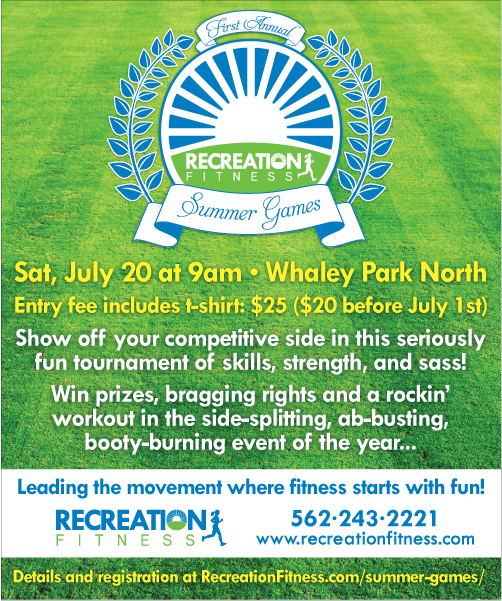 First Annual
RECREATION
FITNESS
Summer Games
Sat, July 20 at 9am • Whaley Park North
Entry fee includes t-shirt: $25 ($20 before July 1st)
Show off your competitive side in this seriously
fun tournament of skills, strength, and sass!
Win prizes, bragging rights and a rockin’
workout in the side-splitting, ab-busting,
booty-burning event of the year...
Leading the movement where fitness starts with fun!
RECREATION
FITNESS
562·243·2221
www.recreationfitness.com
Details and registration at RecreationFitness.com/summer-games/